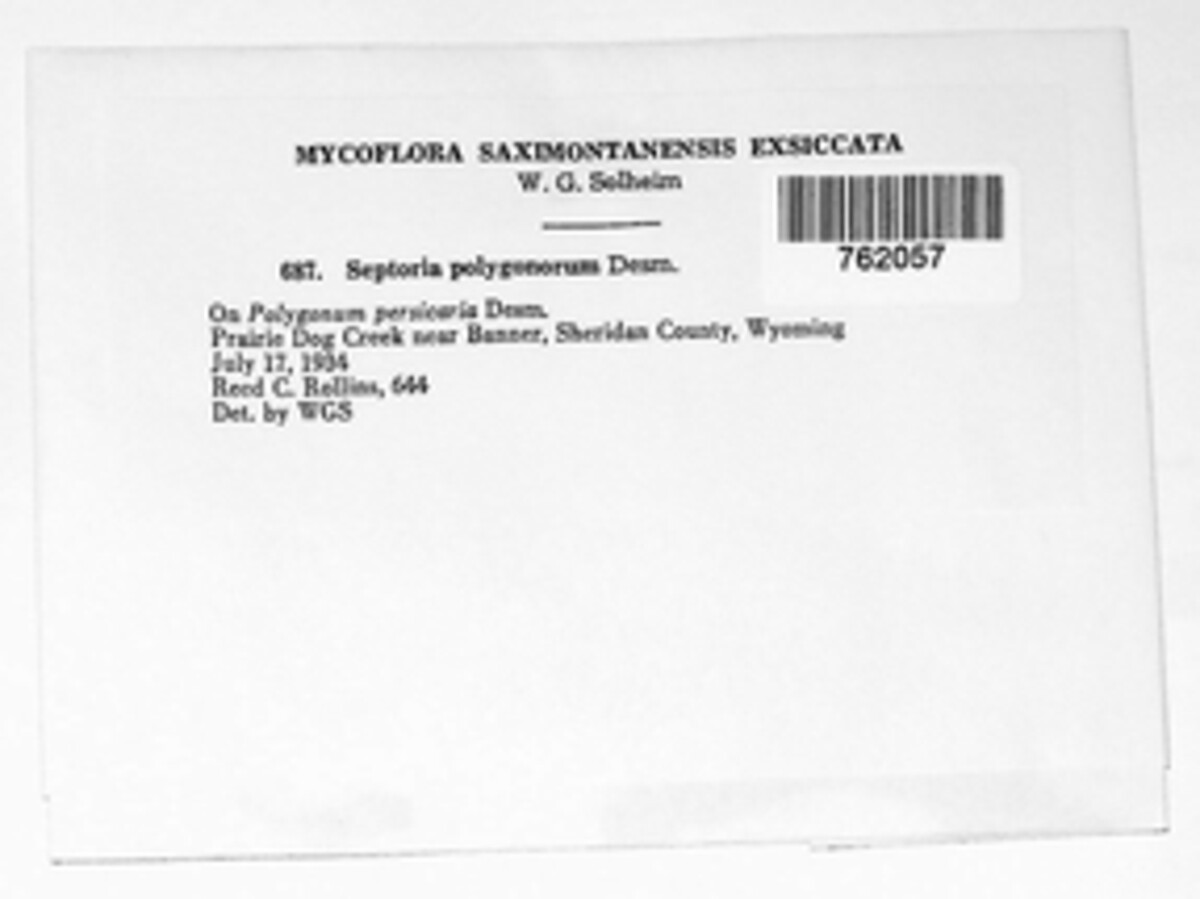 MYCOFLORA SAXIMONTANENSIS EXSICCATA
W. G. Solheim
762057
687. Septoria polygonorum Desm.
On Polygonum persicaria Desm.
Prairie Dog Creek near Banner, Sheridan County, Wyoming
July 17, 1934
Reed C. Rollins, 644
Det. by WGS